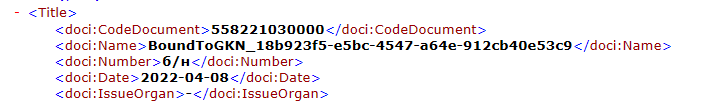 - <Title>
<doci:CodeDocument>558221030000</doci:CodeDocument>
<doci:Name>BoundToGKN_18b923f5-e5bc-4547-a64e-912cb40e53c9</doci:Name>
<doci:Number>б/н</doci:Number>
<doci:Date>2022-04-08</doci:Date>
<doci:IssueOrgan>-</doci:IssueOrgan>